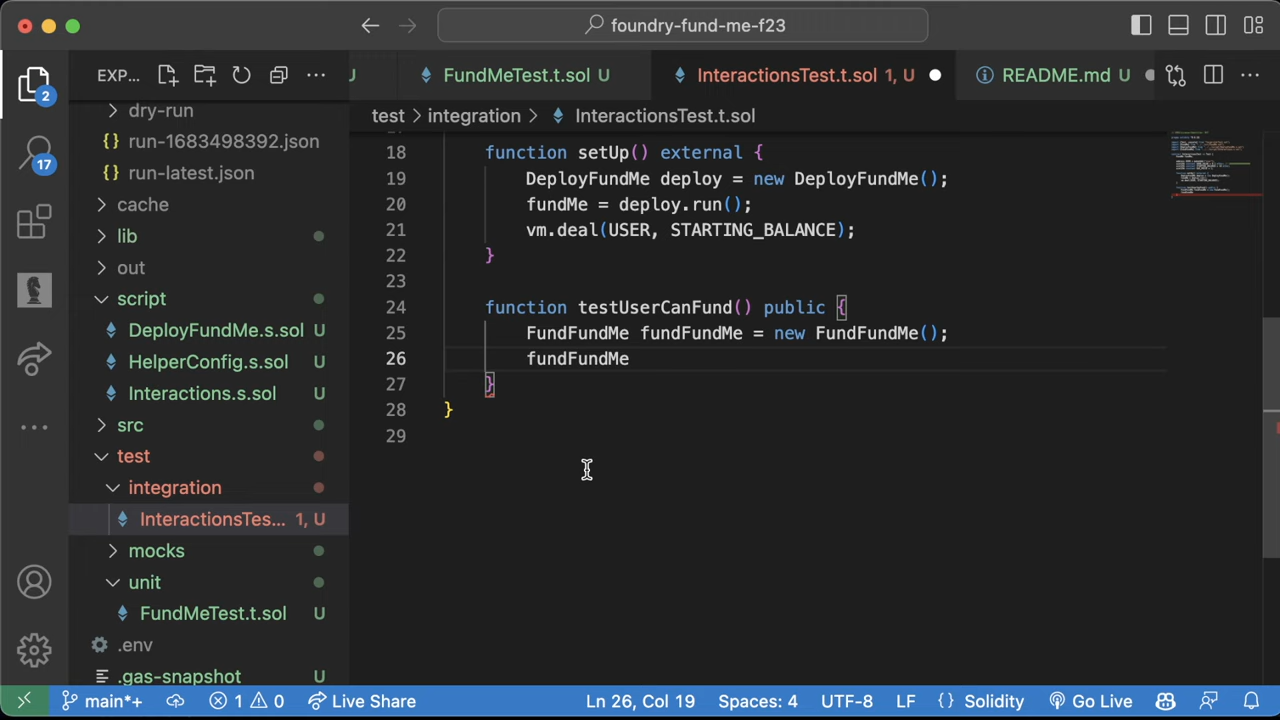 foundry-fund-me-f23
EXP...
U
FundMeTest.t.sol U
InteractionsTest.t.sol 1, U
README.md U
test > integration > InteractionsTest.t.sol
2
17
dry-run
run-1683498392.json
run-latest.json
cache
lib
out
script
DeployFundMe.s.sol U
HelperConfig.s.sol U
Interactions.s.sol U
src
test
integration
InteractionsTes... 1, U
mocks
unit
FundMeTest.t.sol U
.env
.gas-snapshot U
18 function setUp() external {
19 DeployFundMe deploy = new DeployFundMe();
20 fundMe = deploy.run();
21 vm.deal(USER, STARTING_BALANCE);
22 }
23
24 function testUserCanFund() public {
25 FundFundMe fundFundMe = new FundFundMe();
26 fundFundMe
27 }
28 }
29
main*+ 1 0 Live Share Ln 26, Col 19 Spaces: 4 UTF-8 LF {} Solidity Go Live